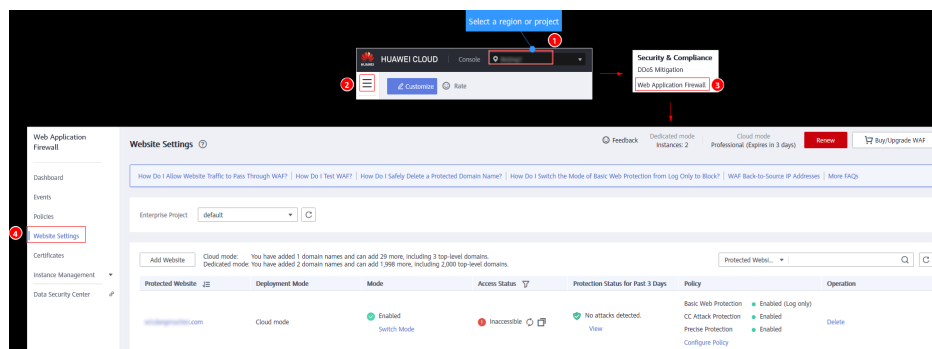 Select a region or project
1
HUAWEI
HUAWEI CLOUD
Console
2
Customize
Rate
Security & Compliance
DDoS Mitigation
Web Application Firewall
3
Web Application
Firewall
Dashboard
Events
Policies
4
Website Settings
Certificates
Instance Management
Data Security Center
Website Settings
Feedback
Dedicated mode
Instances: 2
Cloud mode
Professional (Expires in 3 days)
Renew
Buy/Upgrade WAF
How Do I Allow Website Traffic to Pass Through WAF? | How Do I Test WAF? | How Do I Safely Delete a Protected Domain Name? | How Do I Switch the Mode of Basic Web Protection from Log Only to Block? | WAF Back-to-Source IP Addresses | More FAQs
Enterprise Project
default
Add Website
Cloud mode: You have added 1 domain names and can add 29 more, including 3 top-level domains.
Dedicated mode: You have added 2 domain names and can add 1,998 more, including 2,000 top-level domains.
Protected Websi...
Protected Website
Deployment Mode
Mode
Access Status
Protection Status for Past 3 Days
Policy
Operation
.com
Cloud mode
Enabled
Switch Mode
Inaccessible
No attacks detected.
View
Basic Web Protection Enabled (Log only)
CC Attack Protection Enabled
Precise Protection Enabled
Configure Policy
Delete